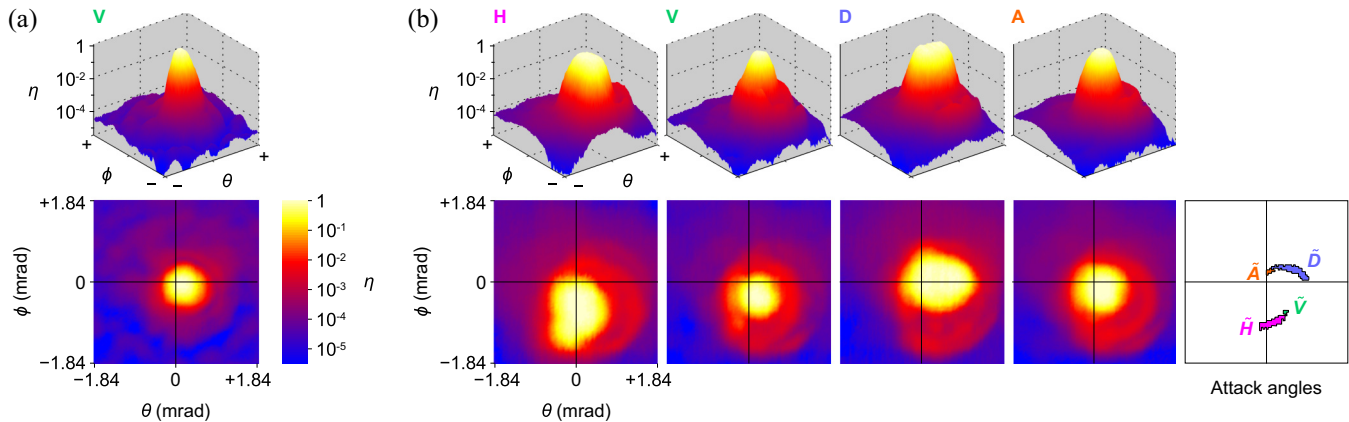 (a)
V
1
10⁻²
η
10⁻⁴
+
ϕ
− −
θ
+
+1.84
ϕ (mrad)
0
−1.84
−1.84
0
+1.84
θ (mrad)
1
10⁻¹
10⁻²
10⁻³
η
10⁻⁴
10⁻⁵
(b)
H
V
D
A
1
10⁻²
η
10⁻⁴
+
ϕ
− −
θ
+
+1.84
ϕ (mrad)
0
−1.84
−1.84
0
+1.84
θ (mrad)
Ã
D̃
Ṽ
H̃
Attack angles